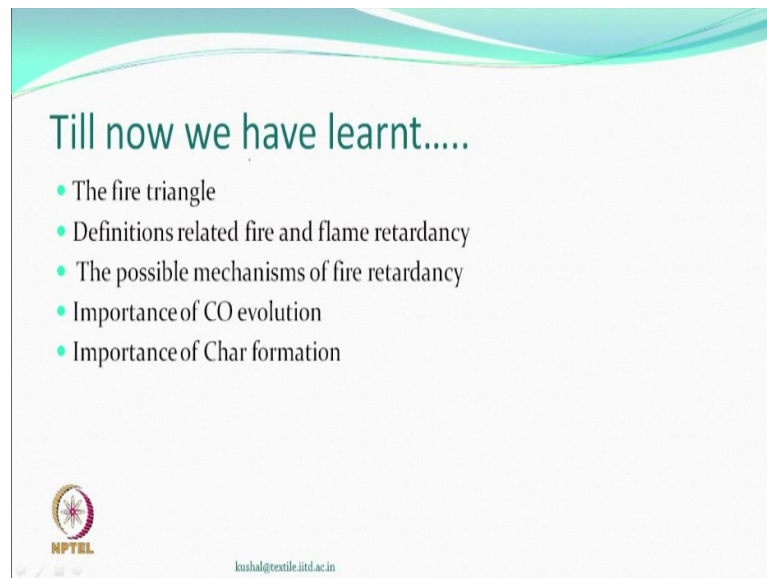 Till now we have learnt.....
• The fire triangle
• Definitions related fire and flame retardancy
• The possible mechanisms of fire retardancy
• Importance of CO evolution
• Importance of Char formation
NPTEL
kushal@textile.iitd.ac.in